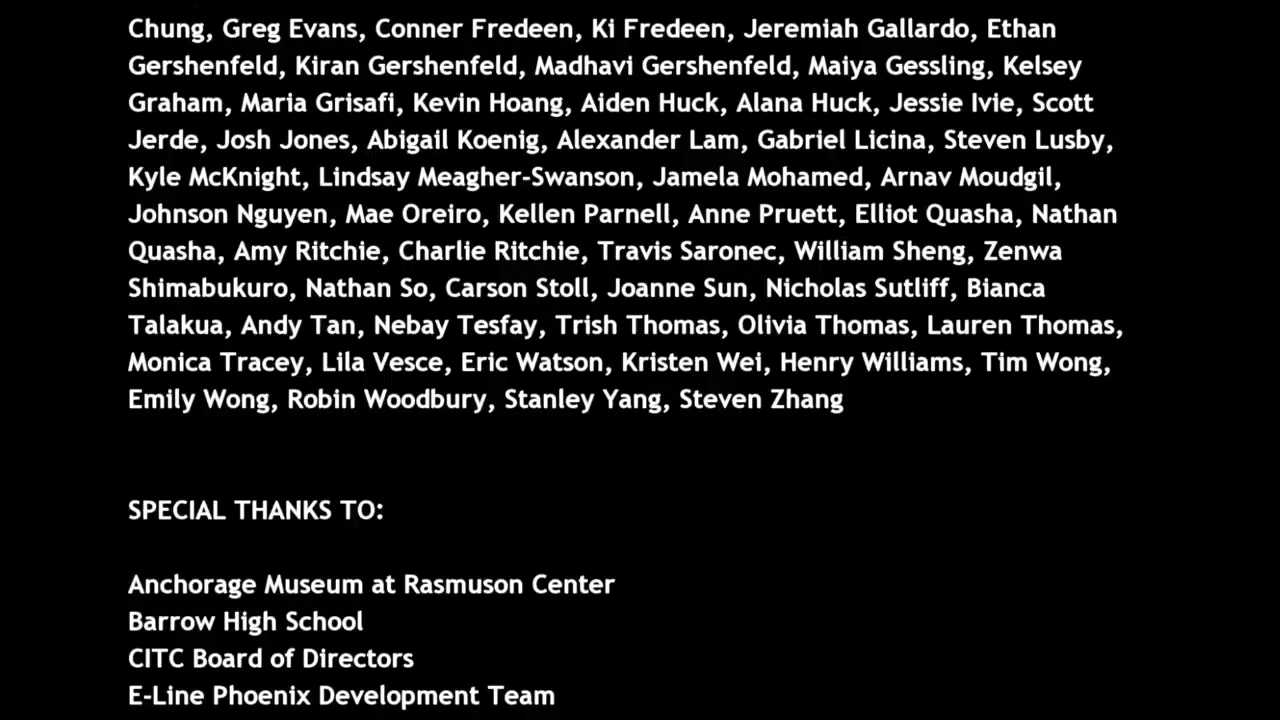 Chung, Greg Evans, Conner Fredeen, Ki Fredeen, Jeremiah Gallardo, Ethan
Gershenfeld, Kiran Gershenfeld, Madhavi Gershenfeld, Maiya Gessling, Kelsey
Graham, Maria Grisafi, Kevin Hoang, Aiden Huck, Alana Huck, Jessie Ivie, Scott
Jerde, Josh Jones, Abigail Koenig, Alexander Lam, Gabriel Licina, Steven Lusby,
Kyle McKnight, Lindsay Meagher-Swanson, Jamela Mohamed, Arnav Moudgil,
Johnson Nguyen, Mae Oreiro, Kellen Parnell, Anne Pruett, Elliot Quasha, Nathan
Quasha, Amy Ritchie, Charlie Ritchie, Travis Saronec, William Sheng, Zenwa
Shimabukuro, Nathan So, Carson Stoll, Joanne Sun, Nicholas Sutliff, Bianca
Talakua, Andy Tan, Nebay Tesfay, Trish Thomas, Olivia Thomas, Lauren Thomas,
Monica Tracey, Lila Vesce, Eric Watson, Kristen Wei, Henry Williams, Tim Wong,
Emily Wong, Robin Woodbury, Stanley Yang, Steven Zhang
SPECIAL THANKS TO:
Anchorage Museum at Rasmuson Center
Barrow High School
CITC Board of Directors
E-Line Phoenix Development Team